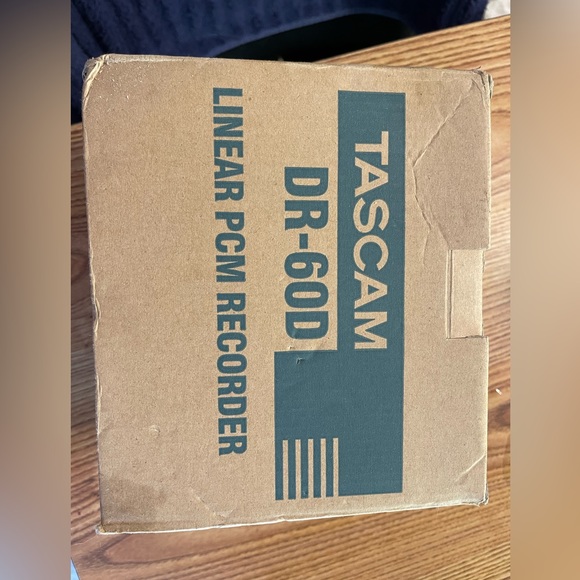 TASCAM
DR-60D
LINEAR PCM RECORDER